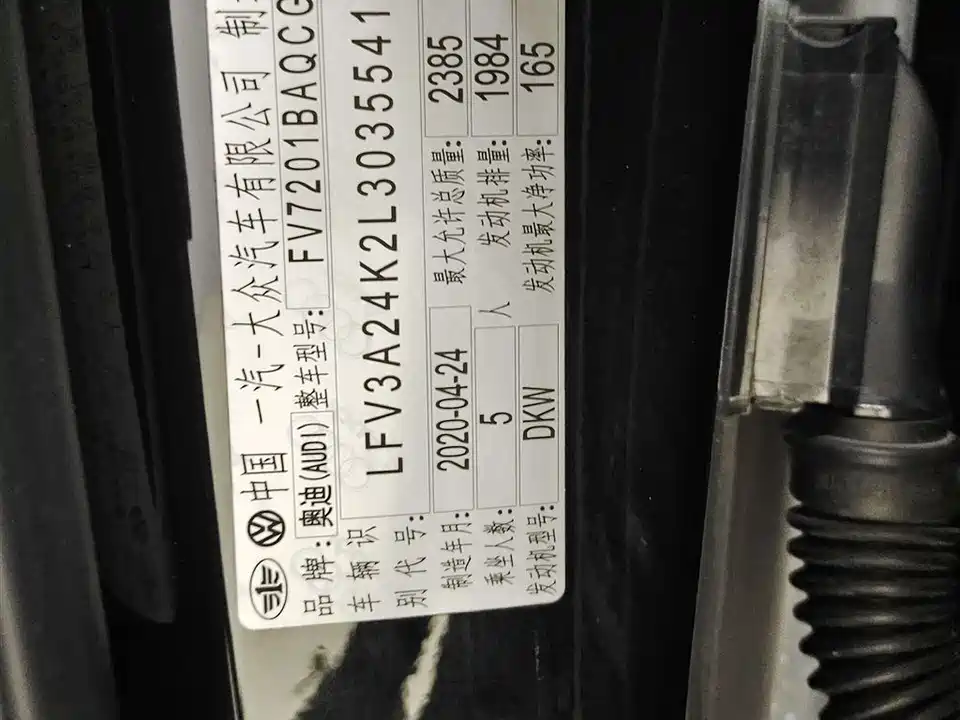 中国 一汽-大众汽车有限公司 制
品牌: 奥迪(AUDI) 整车型号: FV7201BAQCG
车辆识别代号: LFV3A24K2L3035541
制造年月: 2020-04-24 最大允许总质量: 2385
乘坐人数: 5 人 发动机排量: 1984
发动机型号: DKW 发动机最大净功率: 165